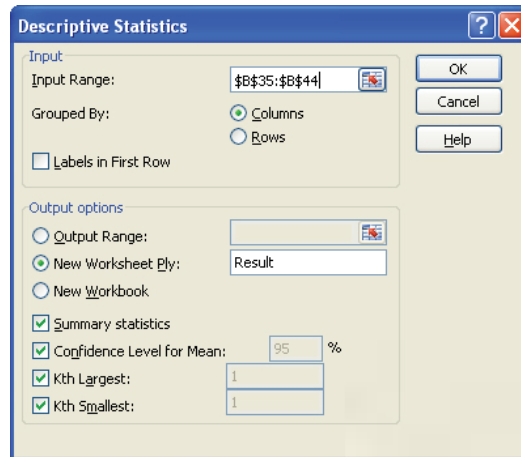 Descriptive Statistics
Input
Input Range: $B$35:$B$44
Grouped By: Columns
Rows
Labels in First Row
OK
Cancel
Help
Output options
Output Range:
New Worksheet Ply: Result
New Workbook
Summary statistics
Confidence Level for Mean: 95 %
Kth Largest: 1
Kth Smallest: 1